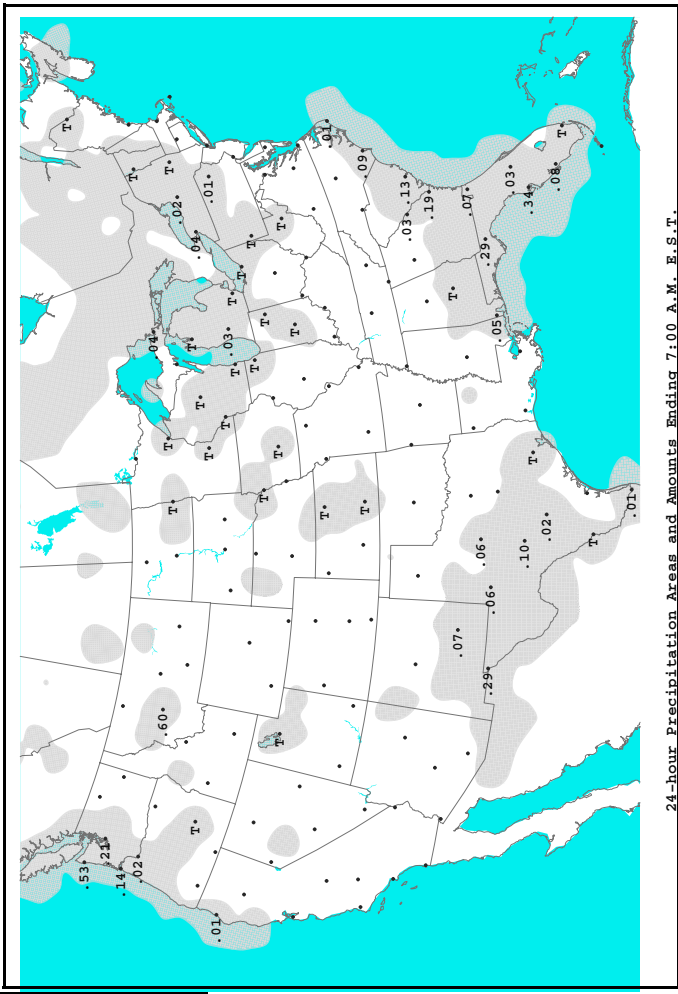 T
.53
.21
.14
T
.02
.04
.60
T
T
T
.02
T
T
.04
T
.01
T
.01
T
.03
T
T
T
T
T
T
T
T
T
T
T
T
.01
.09
T
.13
.03
.19
T
.07
.07
.06
.29
.29
.06
.05
.03
.10
.34
T
.02
.08
T
T
.01
24-hour Precipitation Areas and Amounts Ending 7:00 A.M. E.S.T.